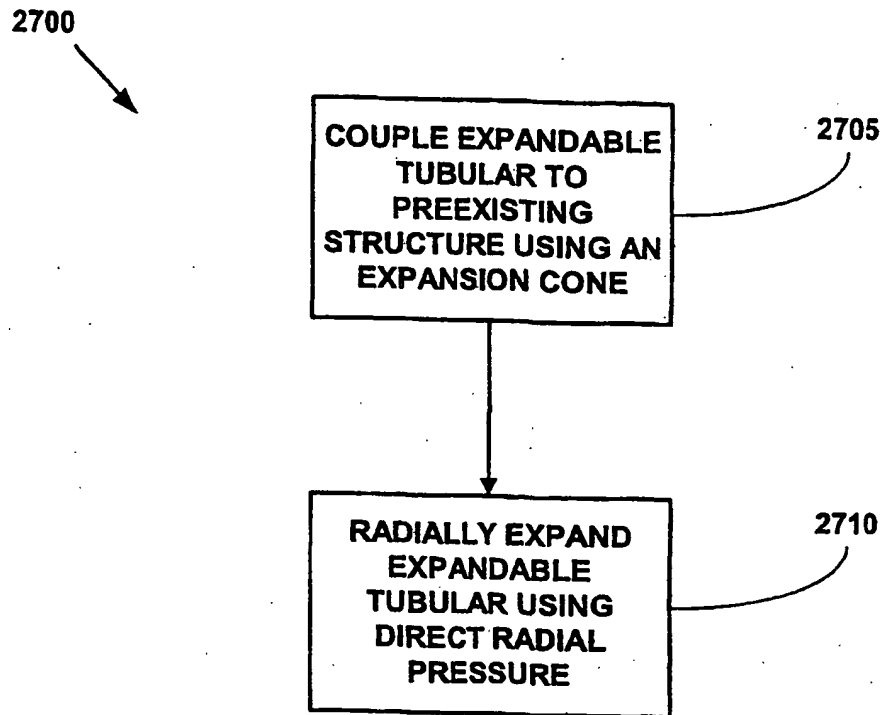 2700
COUPLE EXPANDABLE
TUBULAR TO
PREEXISTING
STRUCTURE USING AN
EXPANSION CONE
2705
RADIALLY EXPAND
EXPANDABLE
TUBULAR USING
DIRECT RADIAL
PRESSURE
2710